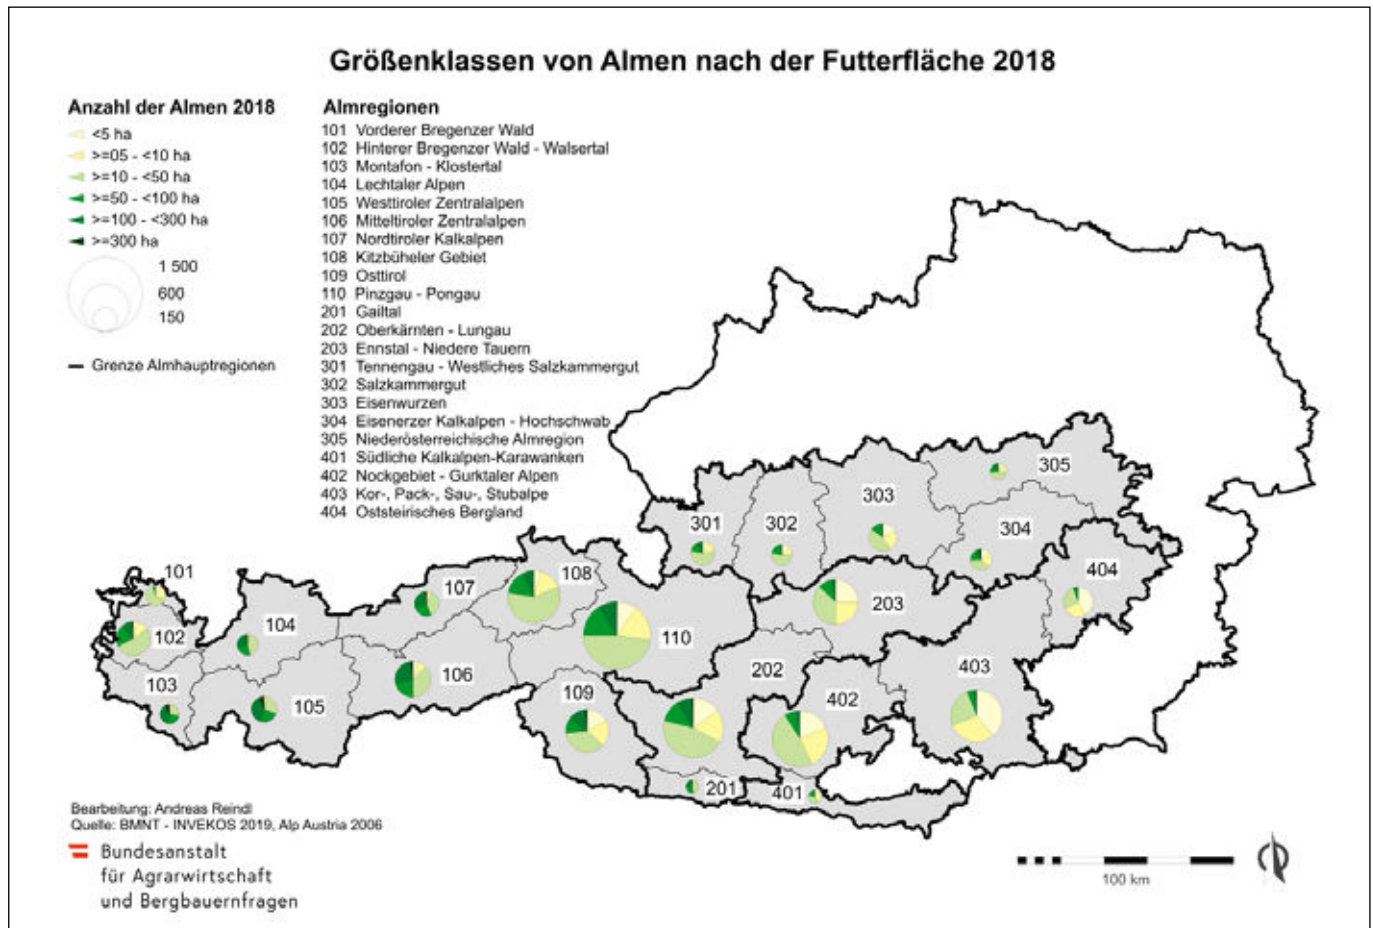 Größenklassen von Almen nach der Futterfläche 2018
Anzahl der Almen 2018
<5 ha
>=05 - <10 ha
>=10 - <50 ha
>=50 - <100 ha
>=100 - <300 ha
>=300 ha
1 500
600
150
Grenze Almhauptregionen
Almregionen
101 Vorderer Bregenzer Wald
102 Hinterer Bregenzer Wald - Walsertal
103 Montafon - Klostertal
104 Lechtaler Alpen
105 Westtiroler Zentralalpen
106 Mitteltiroler Zentralalpen
107 Nordtiroler Kalkalpen
108 Kitzbüheler Gebiet
109 Osttirol
110 Pinzgau - Pongau
201 Gailtal
202 Oberkärnten - Lungau
203 Ennstal - Niedere Tauern
301 Tennengau - Westliches Salzkammergut
302 Salzkammergut
303 Eisenwurzen
304 Eisenerzer Kalkalpen - Hochschwab
305 Niederösterreichische Almregion
401 Südliche Kalkalpen-Karawanken
402 Nockgebiet - Gurktaler Alpen
403 Kor-, Pack-, Sau-, Stubalpe
404 Oststeirisches Bergland
305
303
301
302
304
101
108
404
107
203
104
102
110
106
202
403
103
109
402
105
201
401
Bearbeitung: Andreas Reindl
Quelle: BMNT - INVEKOS 2019, Alp Austria 2006
Bundesanstalt
für Agrarwirtschaft
und Bergbauernfragen
100 km